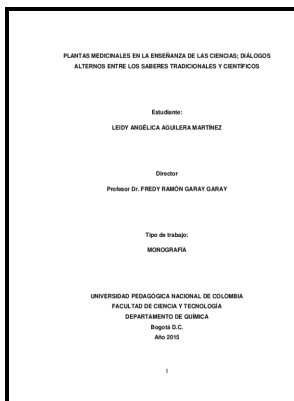 PLANTAS MEDICINALES EN LA ENSEÑANZA DE LAS CIENCIAS; DIÁLOGOS
ALTERNOS ENTRE LOS SABERES TRADICIONALES Y CIENTÍFICOS
Estudiante:
LEIDY ANGÉLICA AGUILERA MARTÍNEZ
Director
Profesor Dr. FREDY RAMÓN GARAY GARAY
Tipo de trabajo:
MONOGRAFÍA
UNIVERSIDAD PEDAGÓGICA NACIONAL DE COLOMBIA
FACULTAD DE CIENCIA Y TECNOLOGÍA
DEPARTAMENTO DE QUÍMICA
Bogotá D.C.
Año 2015
1